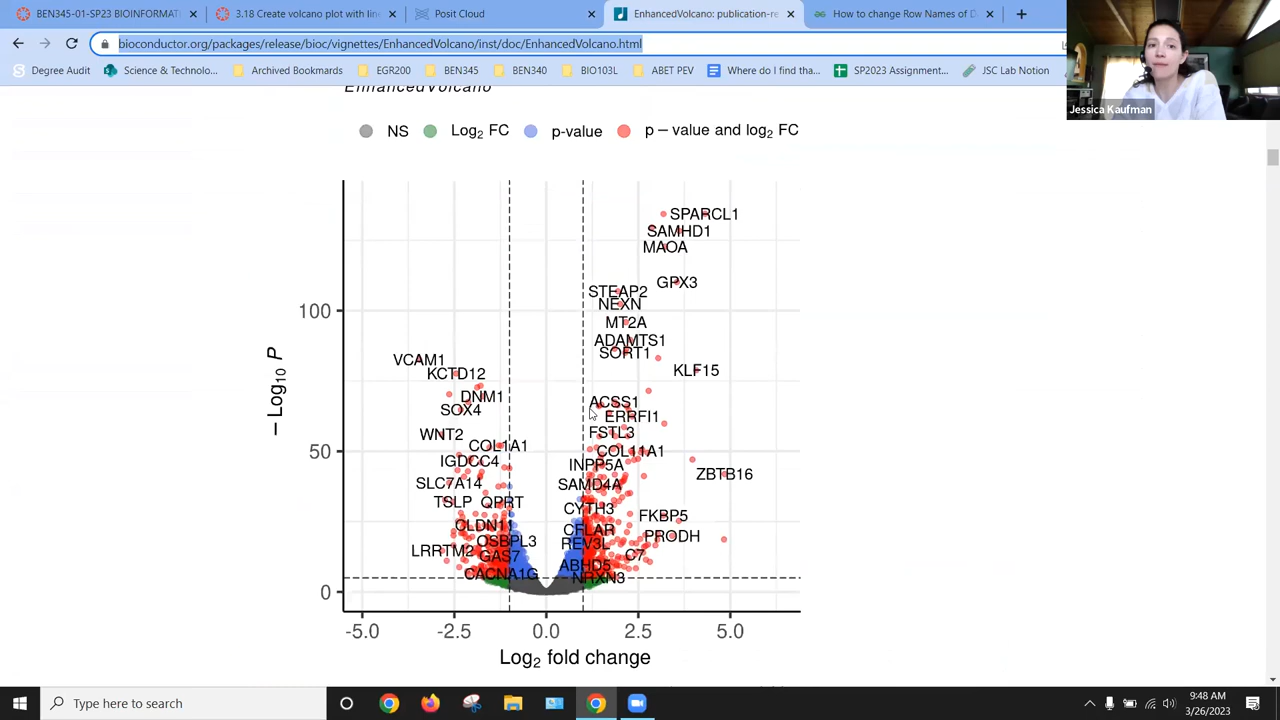 BEN345-01-SP23 BIOINFORMAT
3.18 Create volcano plot with log
Point Cloud
EnhancedVolcano: publication-re
How to change Row Names of D
bioconductor.org/packages/release/bioc/vignettes/EnhancedVolcano/inst/doc/EnhancedVolcano.html
Degree Audit
ce & Technolo...
Archived Bookmarks
EGR200
BEN340
BIO103L
ABET PEV
Where do I find tha...
SP2023 Assignment...
JSC Lab Notion
Jessica Kaufman
EnhancedVolcano
NS
Log2 FC
p-value
p – value and log2 FC
SPARCL1
SAMHD1
MAOA
GPX3
STEAP2
NEXN
MT2A
100
ADAMTS1
SORT1
VCAM1
KCTD12
KLF15
DNM1
ACSS1
SOX4
ERRFI1
WNT2
FSTL3
COL1A1
50
COL11A1
IGDCC4
INPP5A
ZBTB16
SLC7A14
SAMD4A
TSLP
QPRT
CYTH3
FKBP5
CLDN11
CFLAR
PRODH
OSBPL3
REV3L
LRRTM2
GAS7
C7
ABHD5
CACNA1G
NRXN3
0
– Log10 P
-5.0
-2.5
0.0
2.5
5.0
Log2 fold change
Type here to search
9:48 AM
3/26/2023